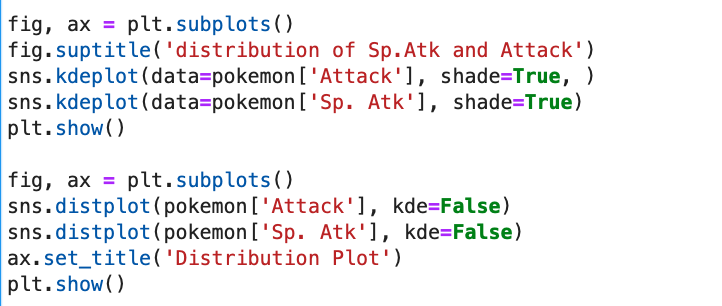 fig, ax = plt.subplots()
fig.suptitle('distribution of Sp.Atk and Attack')
sns.kdeplot(data=pokemon['Attack'], shade=True, )
sns.kdeplot(data=pokemon['Sp. Atk'], shade=True)
plt.show()
fig, ax = plt.subplots()
sns.distplot(pokemon['Attack'], kde=False)
sns.distplot(pokemon['Sp. Atk'], kde=False)
ax.set_title('Distribution Plot')
plt.show()